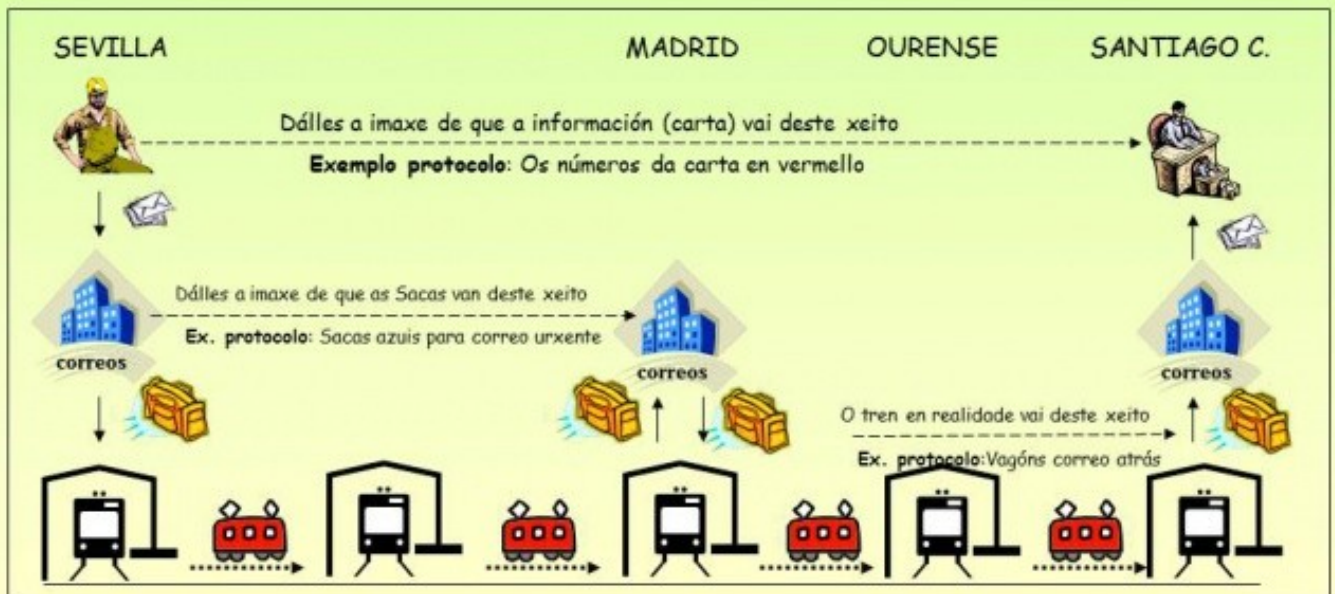 SEVILLA
MADRID
OURENSE
SANTIAGO C.
Dálles a imaxe de que a información (carta) vai deste xeito
Exemplo protocolo: Os números da carta en vermello
Dálles a imaxe de que as Sacas van deste xeito
Ex. protocolo: Sacas azuis para correo urxente
correos
correos
correos
O tren en realidade vai deste xeito
Ex. protocolo:Vagóns correo atrás